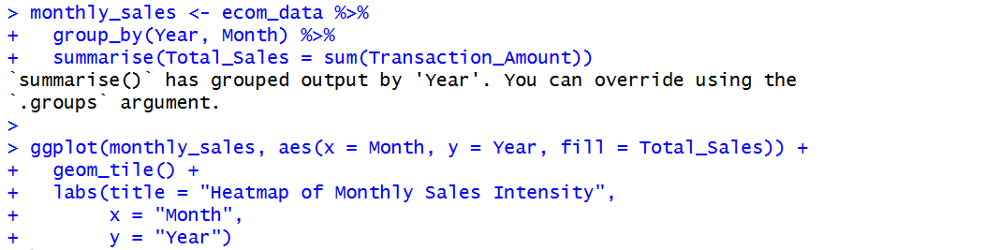 > monthly_sales <- ecom_data %>%
+   group_by(Year, Month) %>%
+   summarise(Total_Sales = sum(Transaction_Amount))
`summarise()` has grouped output by 'Year'. You can override using the
`.groups` argument.
>
> ggplot(monthly_sales, aes(x = Month, y = Year, fill = Total_Sales)) +
+   geom_tile() +
+   labs(title = "Heatmap of Monthly Sales Intensity",
+        x = "Month",
+        y = "Year")